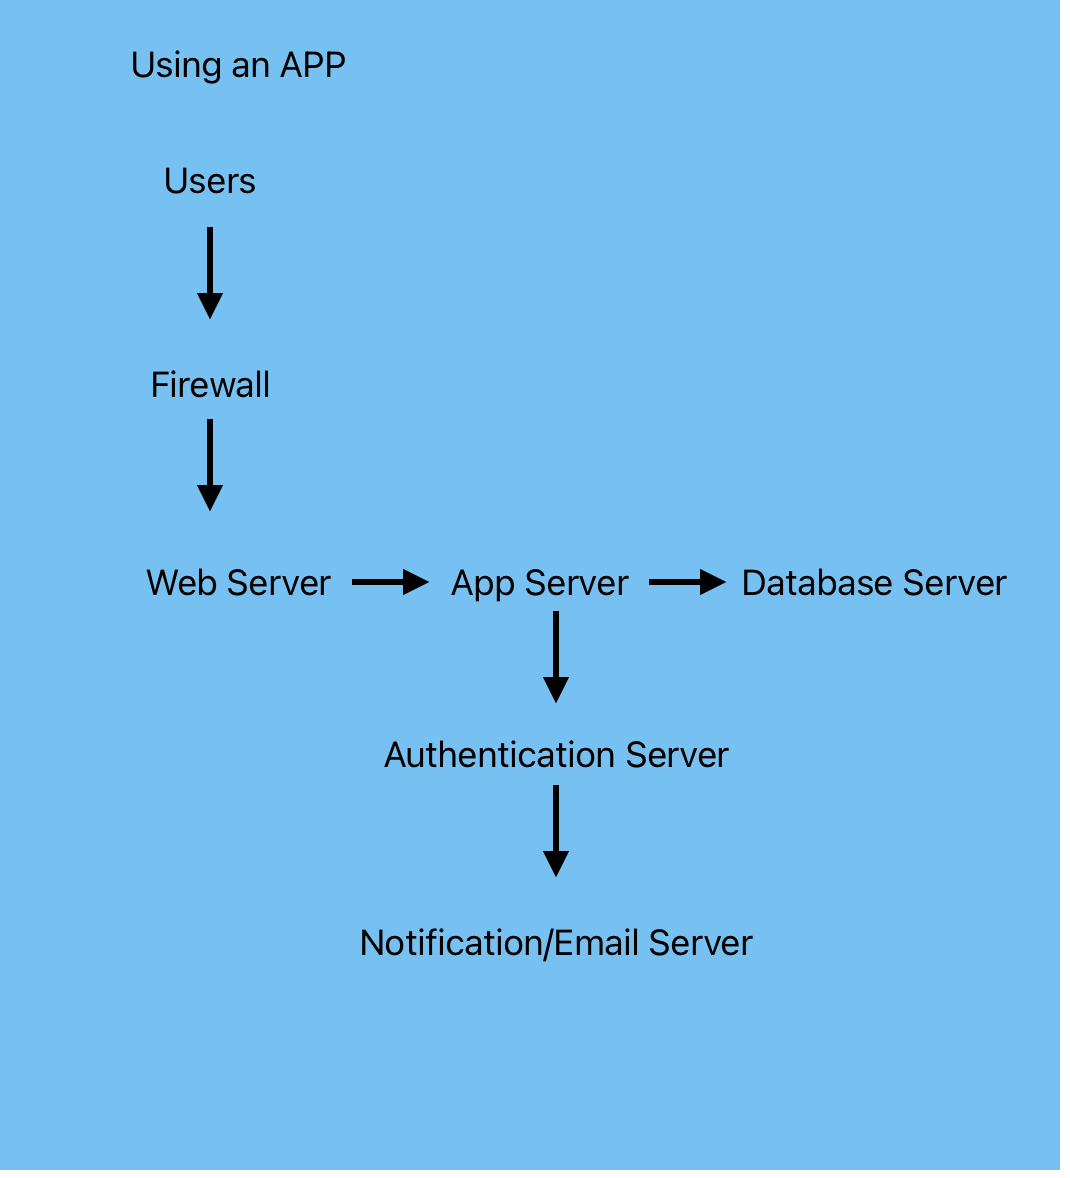 Using an APP
Users
Firewall
Web Server
App Server
Database Server
Authentication Server
Notification/Email Server